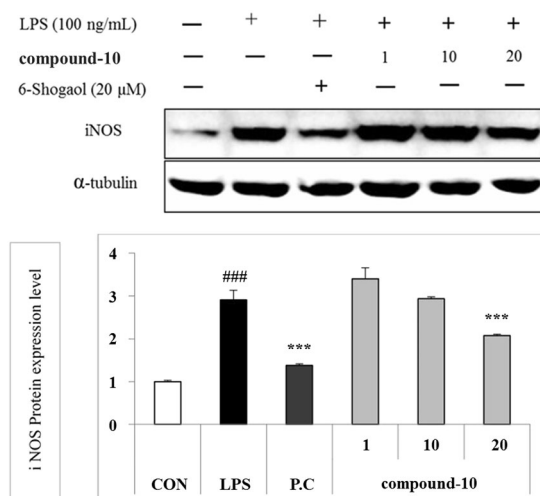 LPS (100 ng/mL) — + + + + +
compound-10 — — — 1 10 20
6-Shogaol (20 μM) — — + — — —
iNOS
α-tubulin
i NOS Protein expression level
4
3
2
1
0
###
***
***
1 10 20
CON LPS P.C compound-10